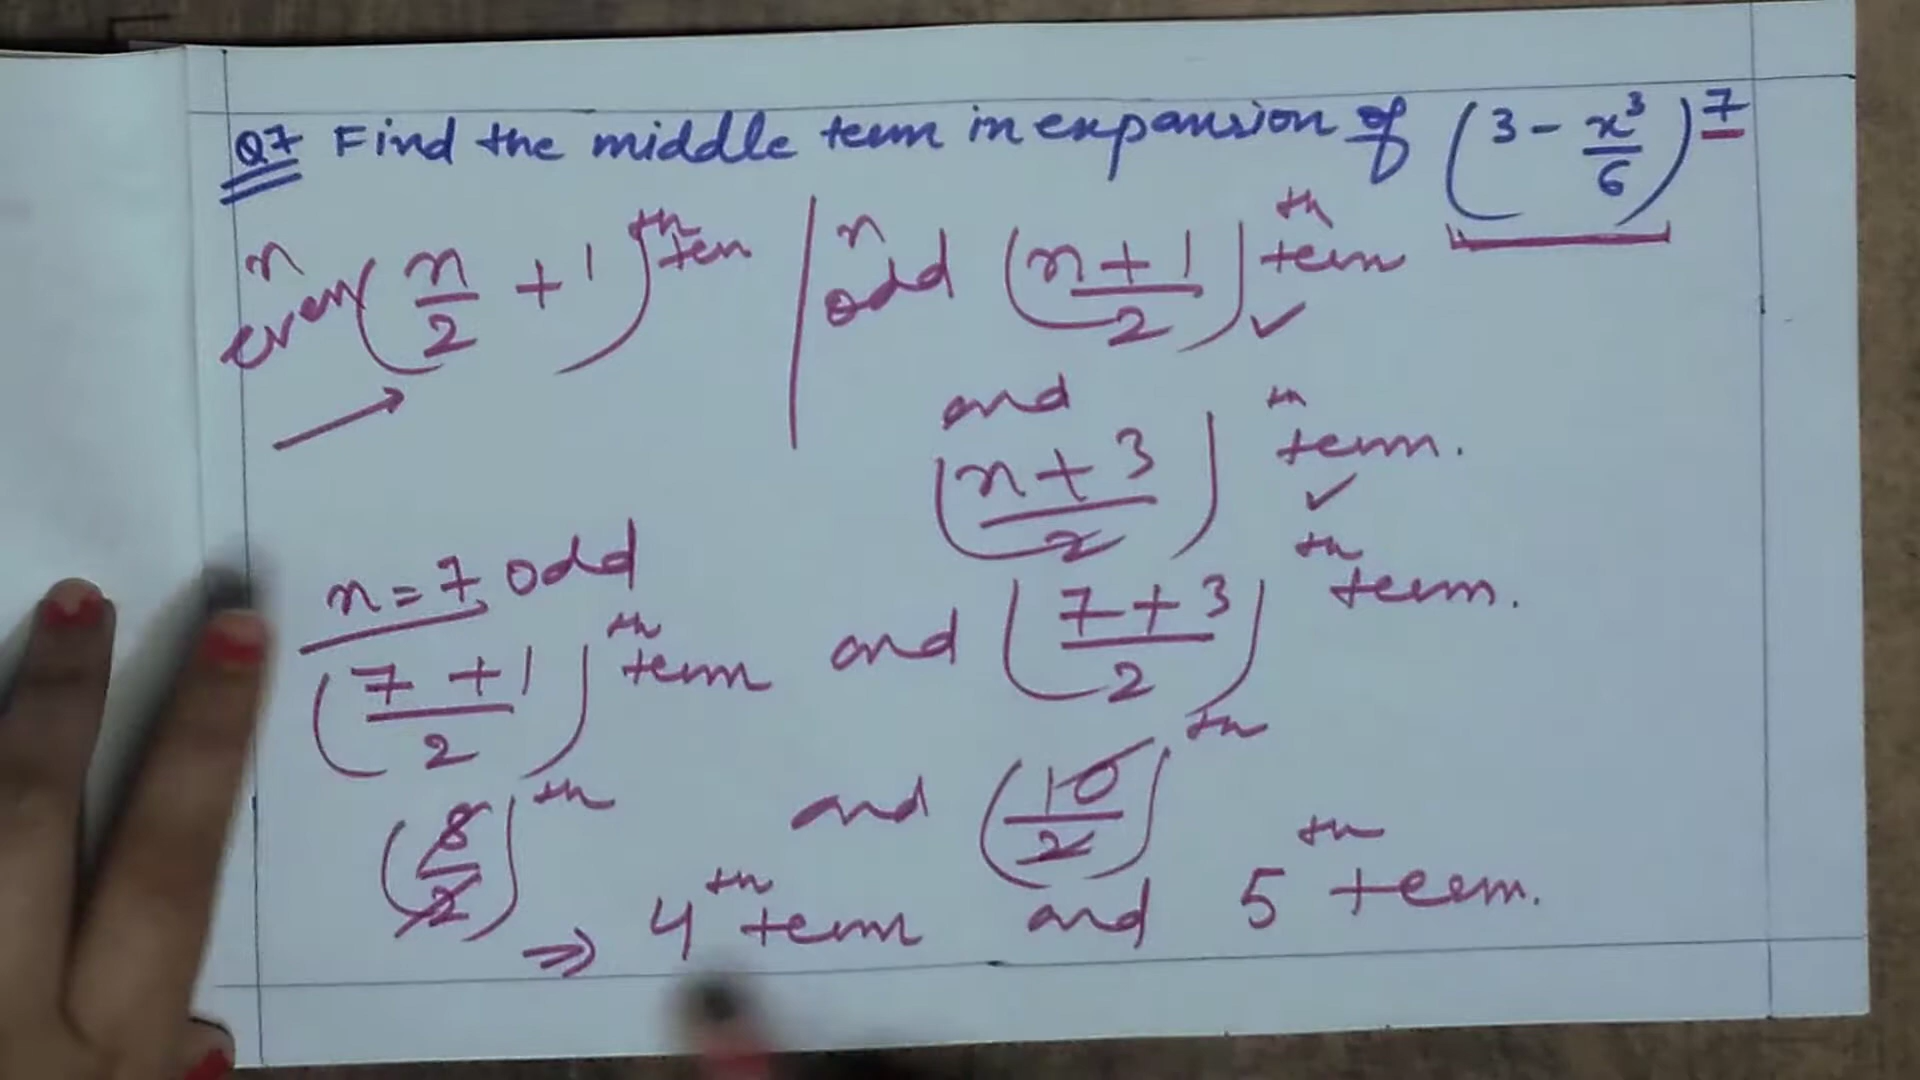 Q7 Find the middle term in expansion of (3 - x³/6)⁷
n even (n/2 + 1)th ten | n odd (n+1/2)th term ✓
and
(n+3/2)th term. ✓
n = 7, odd
(7+1/2)th term and (7+3/2)th term.
(8/2)th and (10/2)th
⇒ 4th term and 5th term.